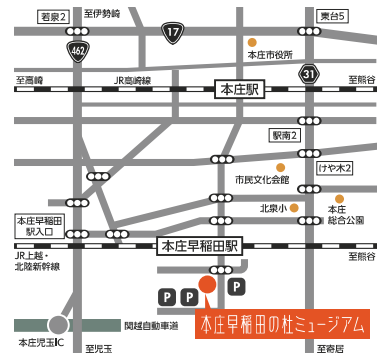 若泉2
至伊勢崎
東台5
17
462
本庄市役所
31
至高崎
JR高崎線
本庄駅
至熊谷
駅南2
けや木2
市民文化会館
北泉小
本庄
総合公園
本庄早稲田
駅入口
本庄早稲田駅
JR上越・
北陸新幹線
至熊谷
P
P
P
本庄早稲田の杜ミュージアム
関越自動車道
本庄児玉IC
至児玉
至寄居